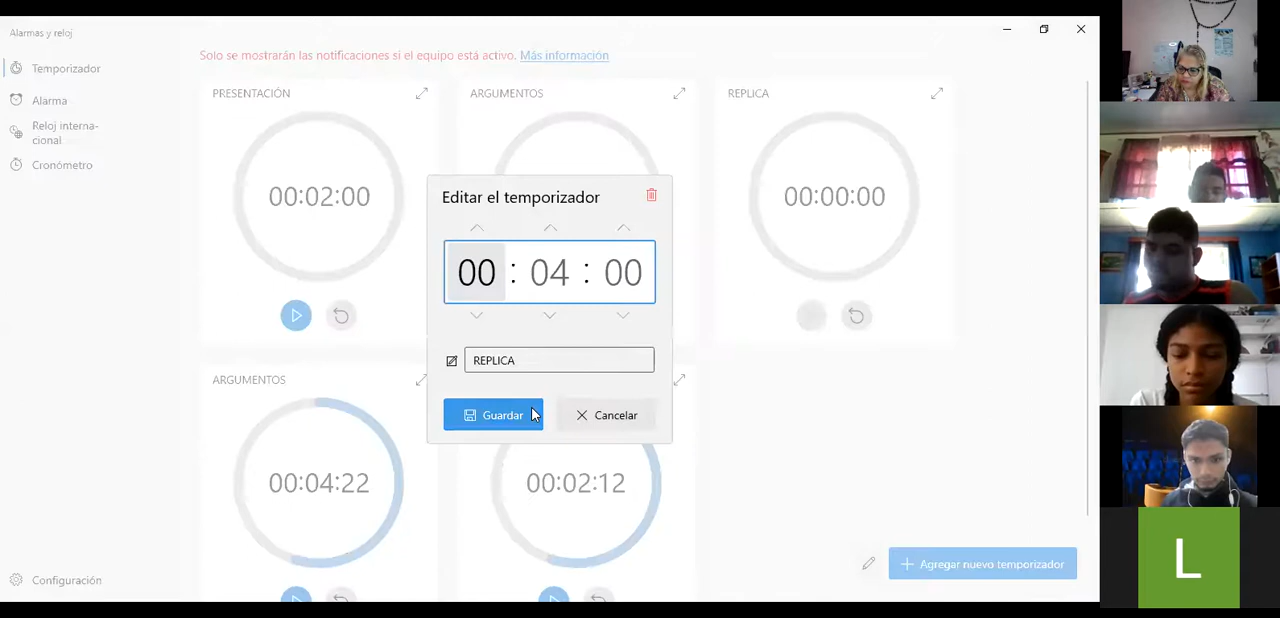 Alarmas y reloj
Solo se mostrarán las notificaciones si el equipo está activo. Más información
Temporizador
Alarma
Reloj interna-
cional
Cronómetro
Configuración
PRESENTACIÓN
00:02:00
ARGUMENTOS
REPLICA
00:00:00
Editar el temporizador
00 : 04 : 00
REPLICA
Guardar
Cancelar
ARGUMENTOS
00:04:22
00:02:12
Agregar nuevo temporizador
L